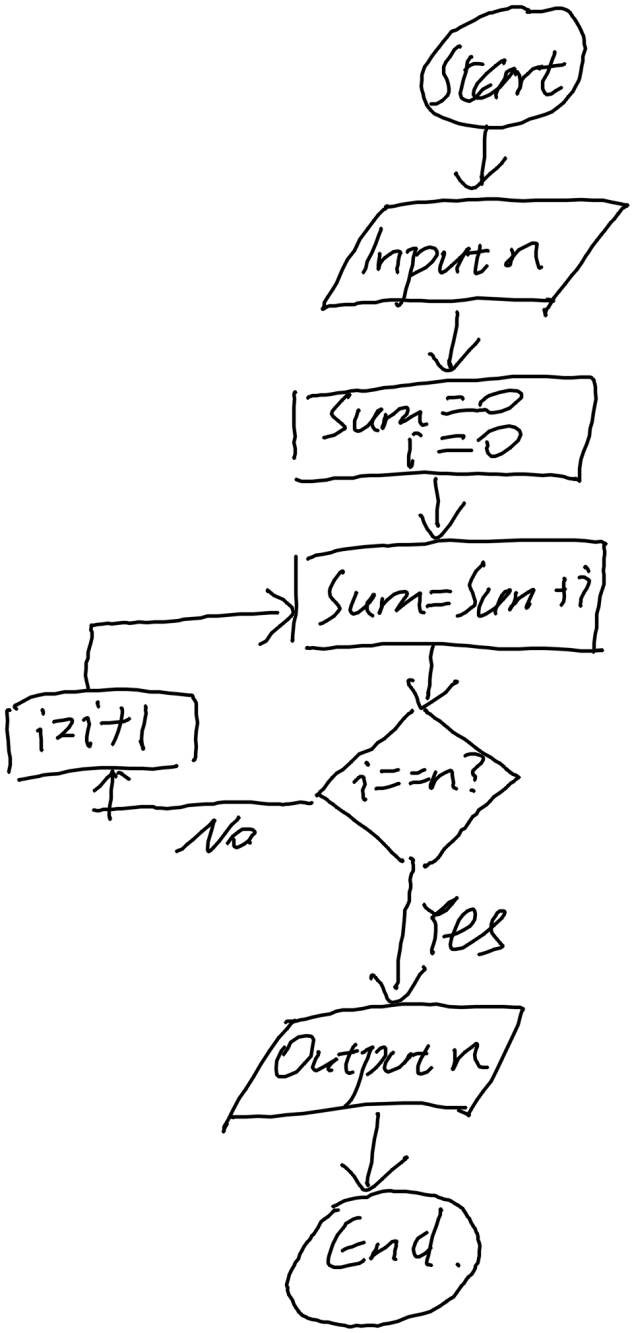 Start
Input n
Sum=0
i=0
Sum=Sum+i
i=i+1
i==n?
No
Yes
Output n
End.